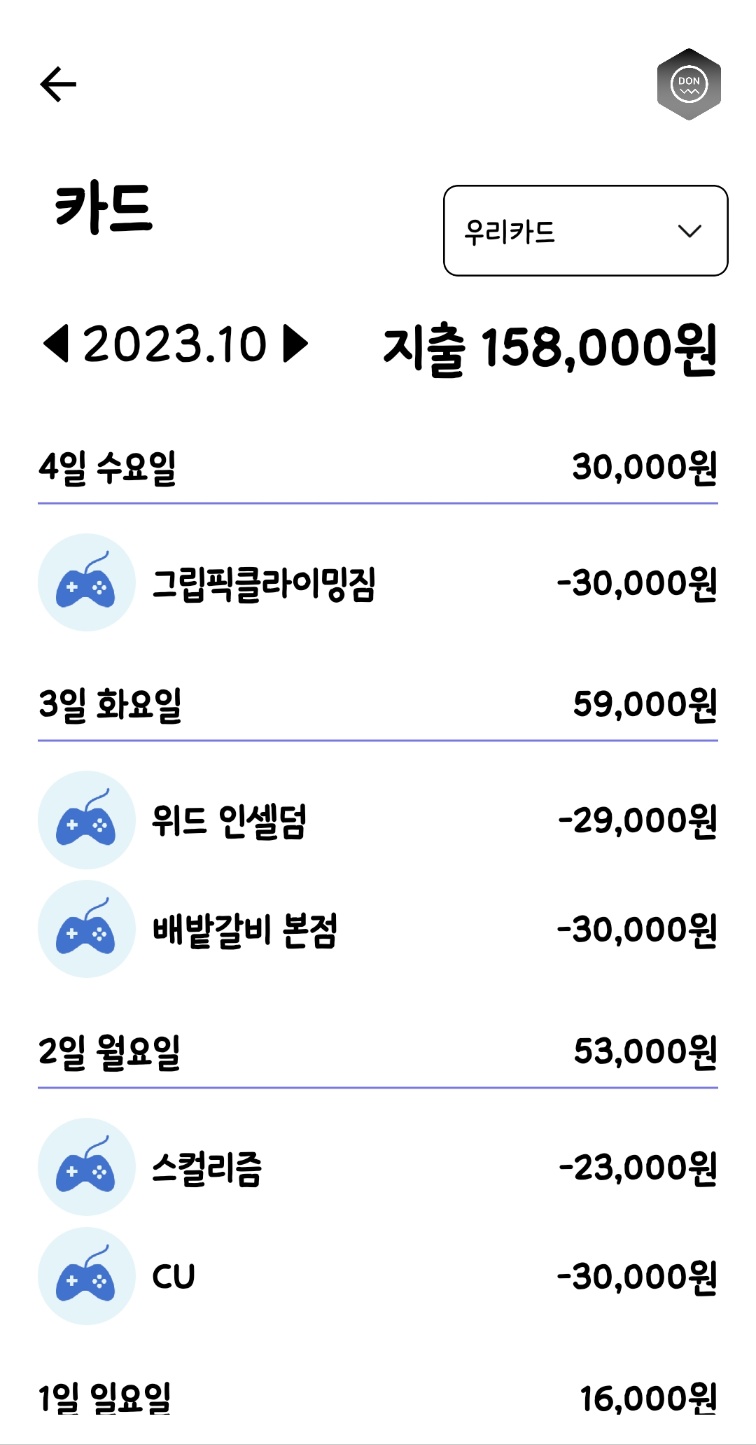 DON
카드
우리카드
2023.10 지출 158,000원
4일 수요일 30,000원
그립픽클라이밍짐 -30,000원
3일 화요일 59,000원
위드 인셀덤 -29,000원
배밭갈비 본점 -30,000원
2일 월요일 53,000원
스컬리즘 -23,000원
CU -30,000원
1일 일요일 16,000원